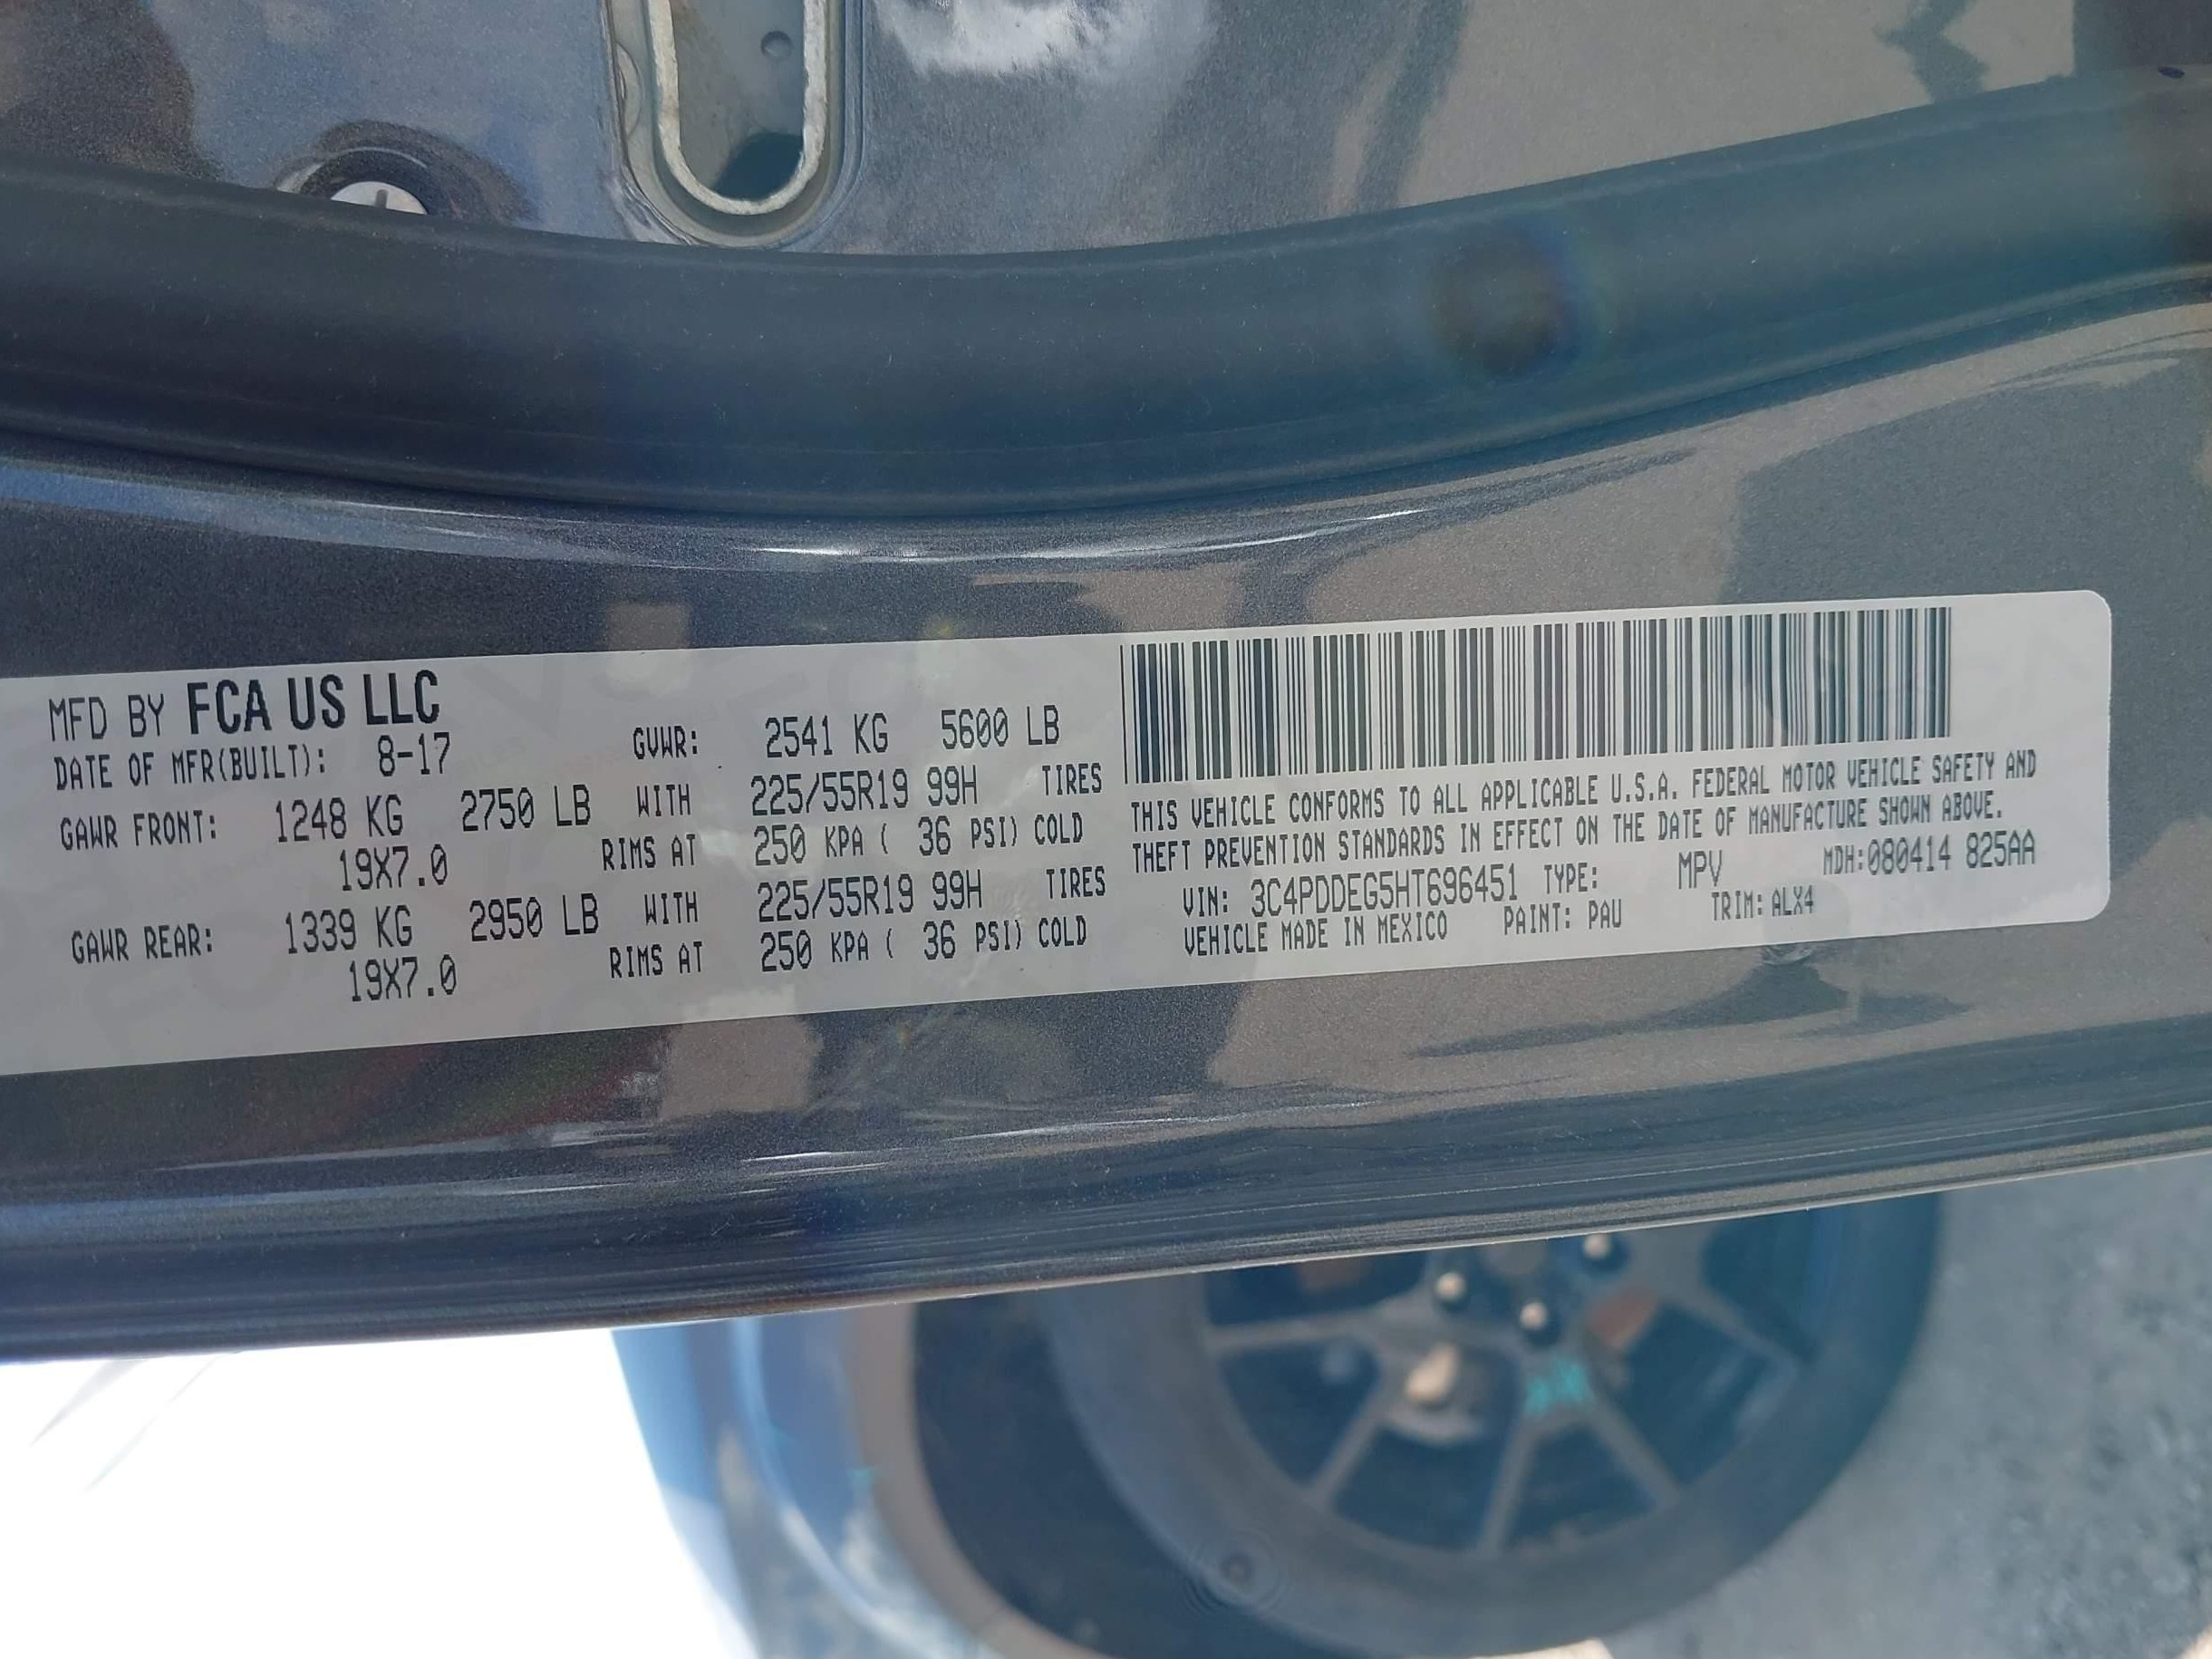 MFD BY FCA US LLC
DATE OF MFR(BUILT): 8-17 GVWR: 2541 KG 5600 LB
GAWR FRONT: 1248 KG 2750 LB WITH 225/55R19 99H TIRES
19X7.0 RIMS AT 250 KPA ( 36 PSI) COLD
GAWR REAR: 1339 KG 2950 LB WITH 225/55R19 99H TIRES
19X7.0 RIMS AT 250 KPA ( 36 PSI) COLD
THIS VEHICLE CONFORMS TO ALL APPLICABLE U.S.A. FEDERAL MOTOR VEHICLE SAFETY AND
THEFT PREVENTION STANDARDS IN EFFECT ON THE DATE OF MANUFACTURE SHOWN ABOVE.
VIN: 3C4PDDEG5HT696451 TYPE: MPV MDH:080414 825AA
VEHICLE MADE IN MEXICO PAINT: PAU TRIM: ALX4